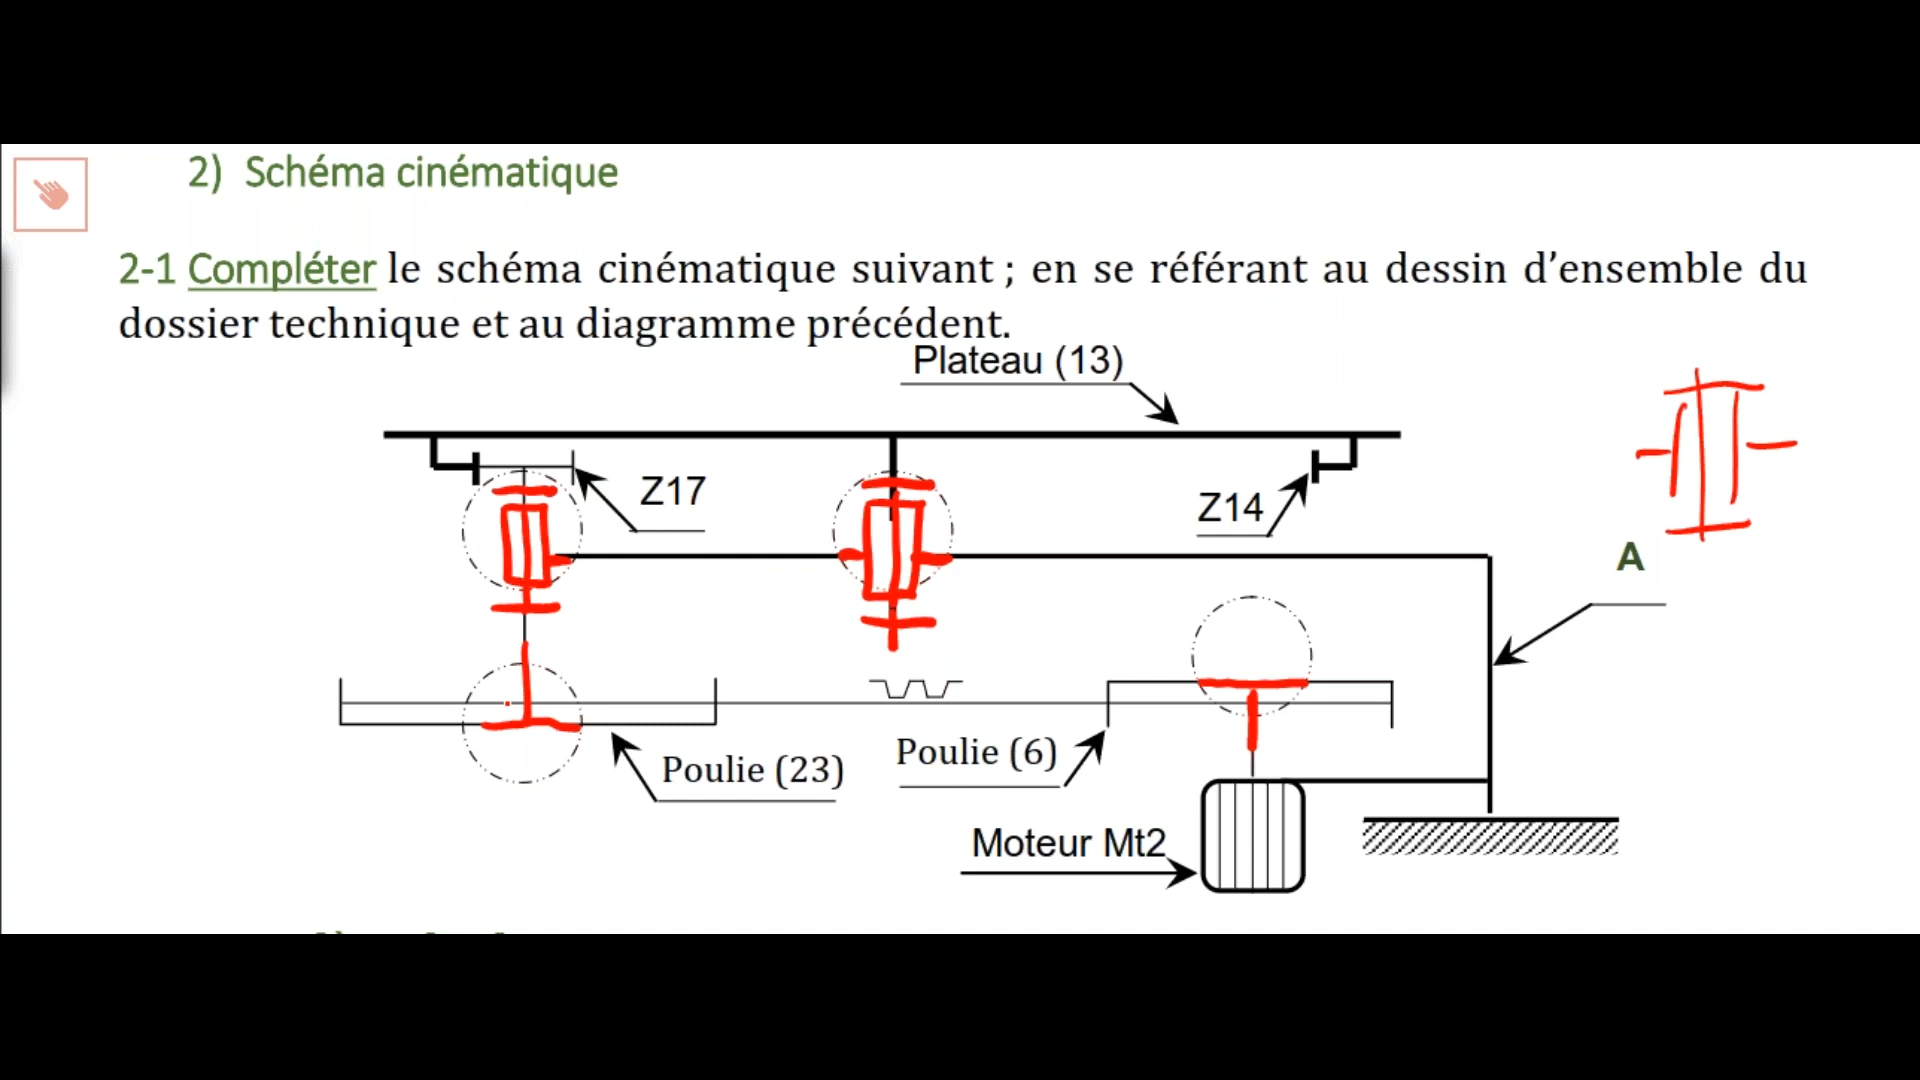 2) Schéma cinématique
2-1 Compléter le schéma cinématique suivant ; en se référant au dessin d'ensemble du
dossier technique et au diagramme précédent.
Plateau (13)
Z17
Z14
A
Poulie (23)
Poulie (6)
Moteur Mt2